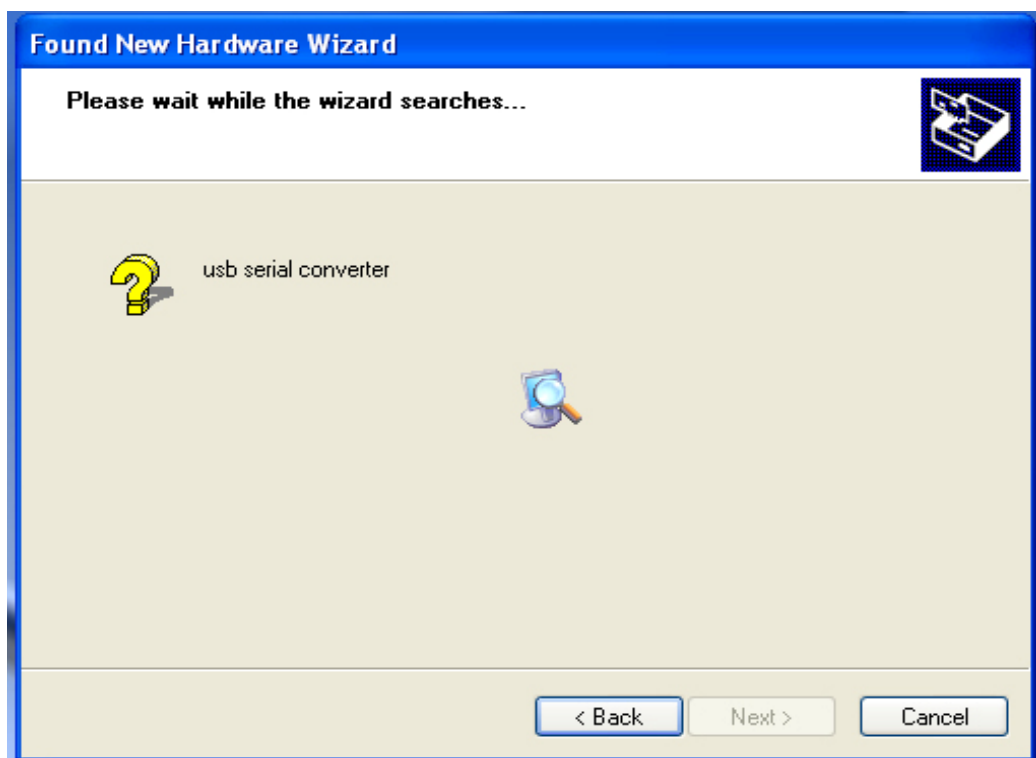 Found New Hardware Wizard
Please wait while the wizard searches...
usb serial converter
< Back
Next >
Cancel